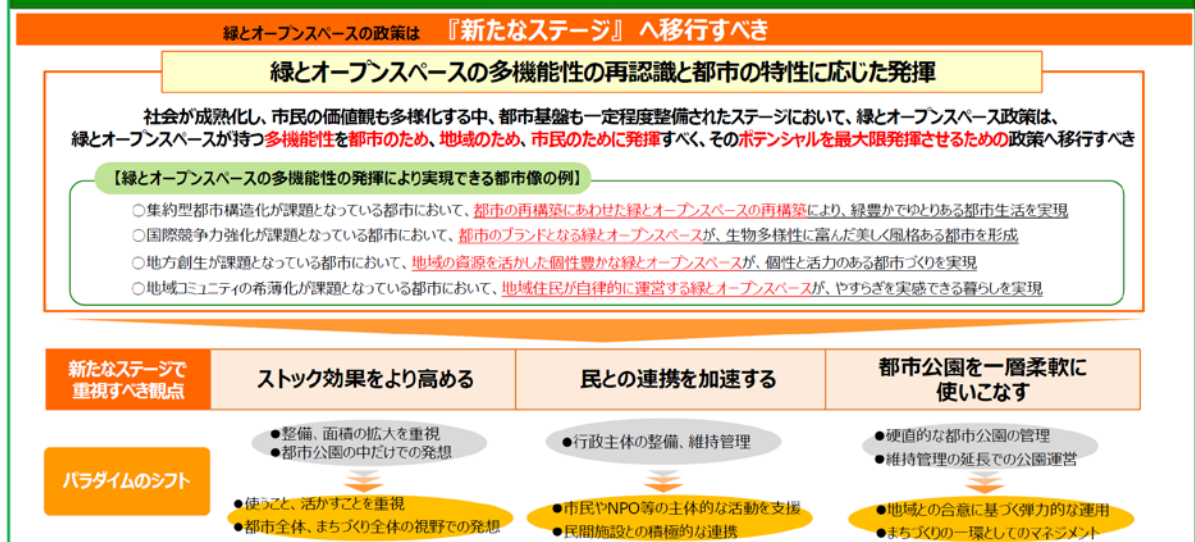 緑とオープンスペースの政策は 『新たなステージ』 へ移行すべき
緑とオープンスペースの多機能性の再認識と都市の特性に応じた発揮
社会が成熟化し、市民の価値観も多様化する中、都市基盤も一定程度整備されたステージにおいて、緑とオープンスペース政策は、
緑とオープンスペースが持つ多機能性を都市のため、地域のため、市民のために発揮すべく、そのポテンシャルを最大限発揮させるための政策へ移行すべき
【緑とオープンスペースの多機能性の発揮により実現できる都市像の例】
○集約型都市構造化が課題となっている都市において、都市の再構築にあわせた緑とオープンスペースの再構築により、緑豊かでゆとりある都市生活を実現
○国際競争力強化が課題となっている都市において、都市のブランドとなる緑とオープンスペースが、生物多様性に富んだ美しく風格ある都市を形成
○地方創生が課題となっている都市において、地域の資源を活かした個性豊かな緑とオープンスペースが、個性と活力のある都市づくりを実現
○地域コミュニティの希薄化が課題となっている都市において、地域住民が自律的に運営する緑とオープンスペースが、やすらぎを実感できる暮らしを実現
新たなステージで
重視すべき観点
ストック効果をより高める
民との連携を加速する
都市公園を一層柔軟に
使いこなす
パラダイムのシフト
●整備、面積の拡大を重視
●都市公園の中だけでの発想
●使うこと、活かすことを重視
●都市全体、まちづくり全体の視野での発想
●行政主体の整備、維持管理
●市民やNPO等の主体的な活動を支援
●民間施設との積極的な連携
●硬直的な都市公園の管理
●維持管理の延長での公園運営
●地域との合意に基づく弾力的な運用
●まちづくりの一環としてのマネジメント